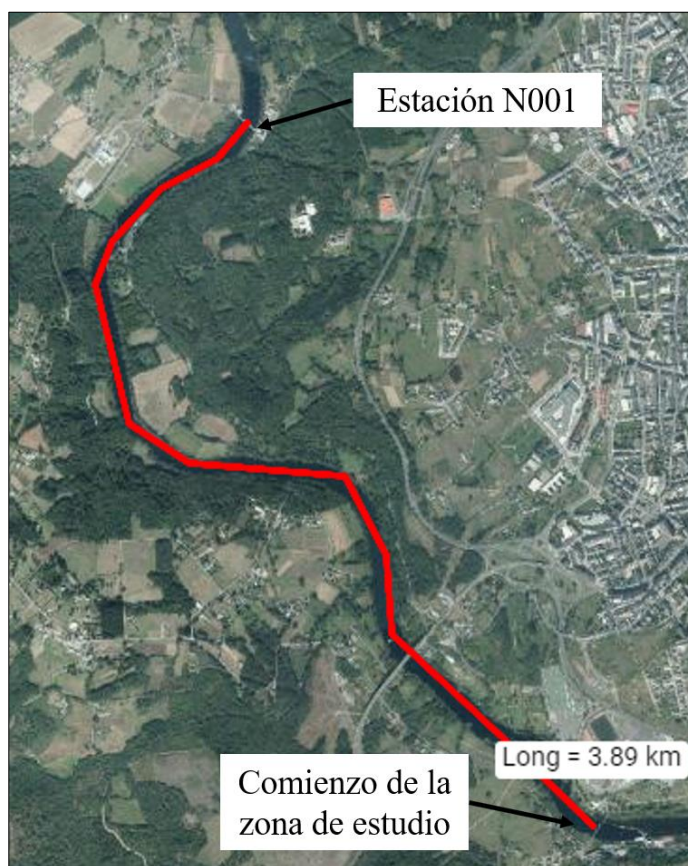 Estación N001
Long = 3.89 km
Comienzo de la
zona de estudio